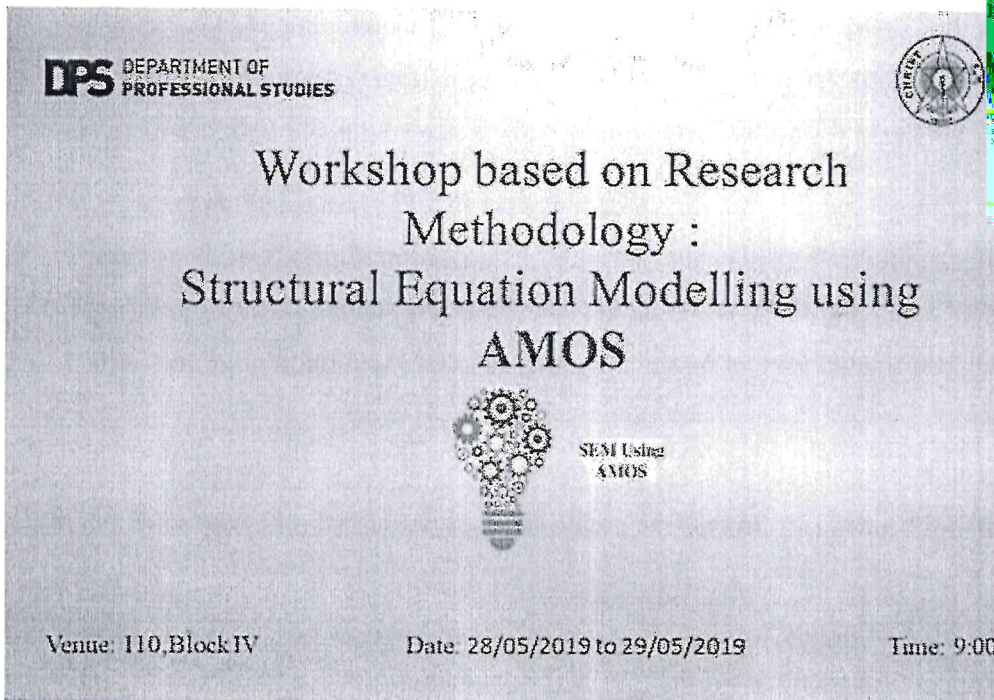 DPS DEPARTMENT OF
PROFESSIONAL STUDIES
CHRIST
Workshop based on Research
Methodology :
Structural Equation Modelling using
AMOS
SEM Using
AMOS
Venue: 110,Block IV
Date: 28/05/2019 to 29/05/2019
Time: 9:00